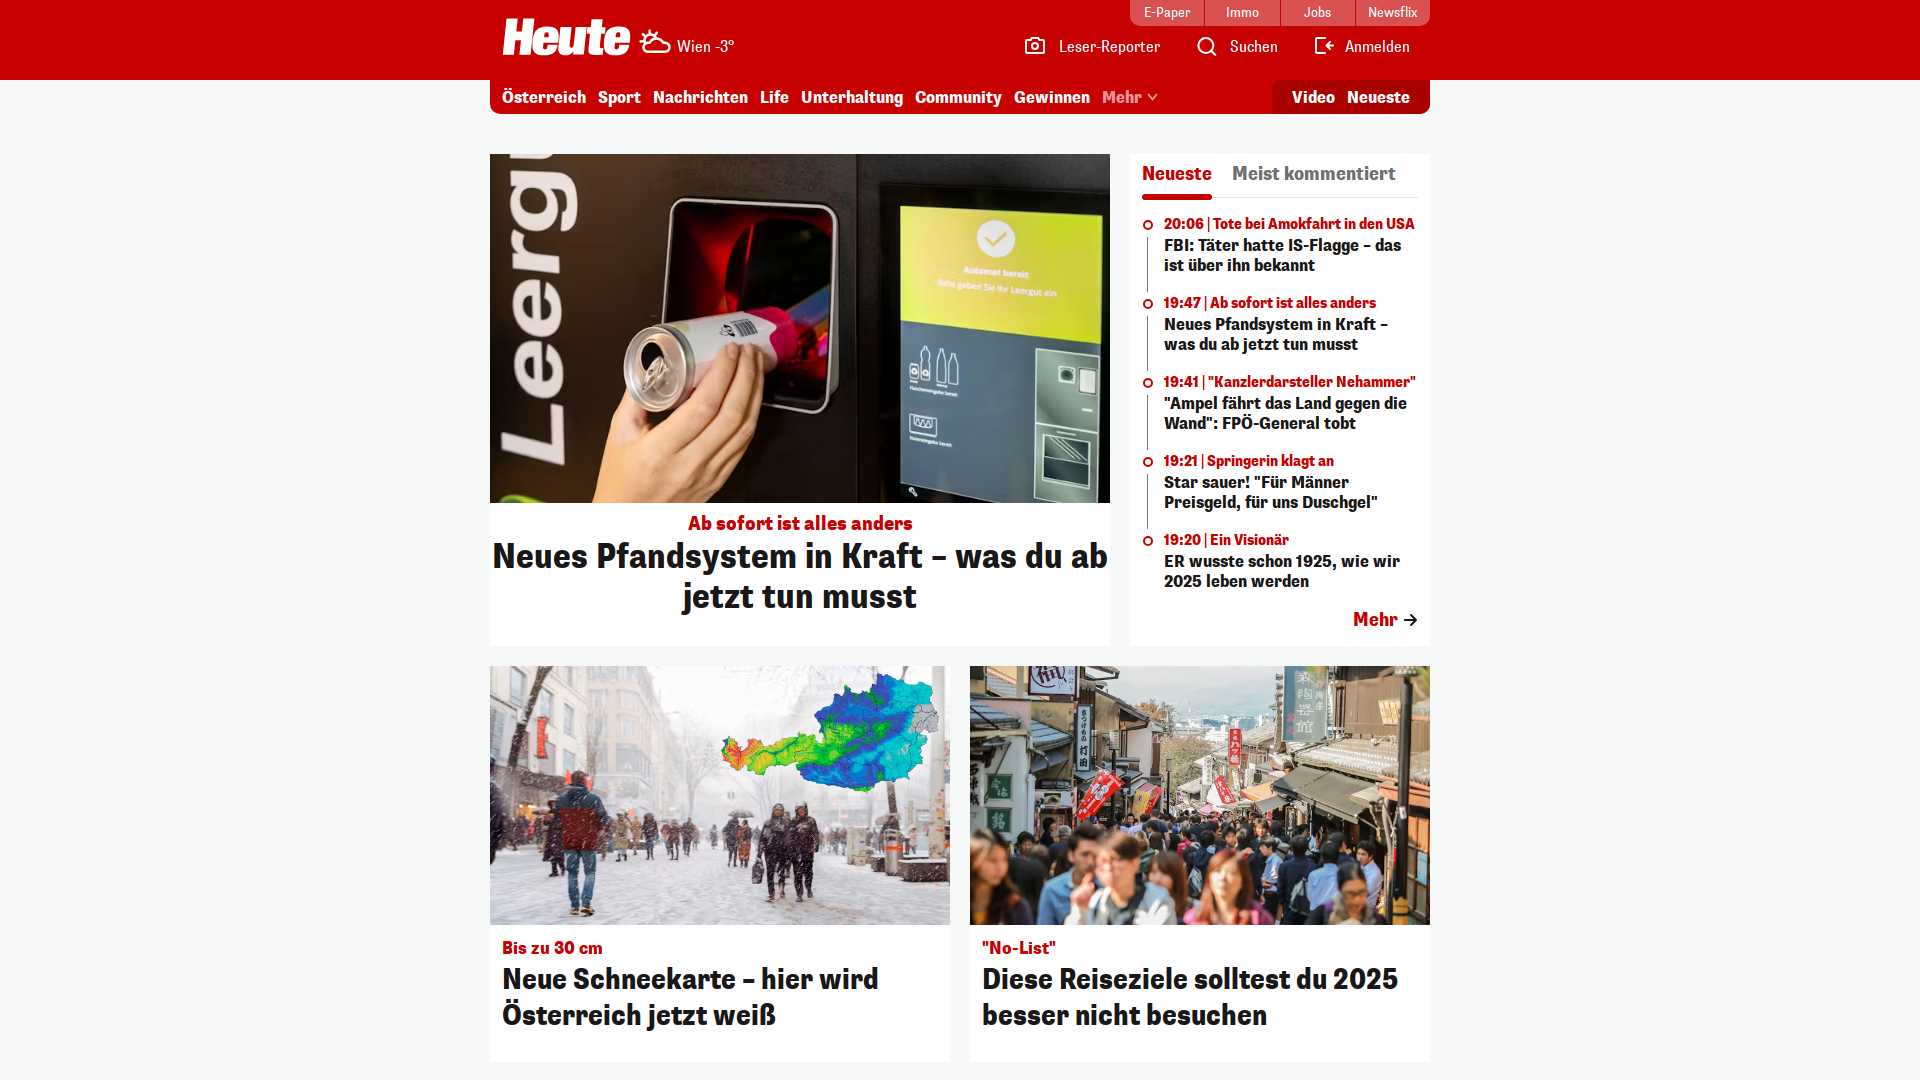 E-Paper
Immo
Jobs
Newsflix
Heute
Wien -3°
Leser-Reporter
Suchen
Anmelden
Österreich
Sport
Nachrichten
Life
Unterhaltung
Community
Gewinnen
Mehr
Video
Neueste
Leergu
Automat bereit
Bitte geben Sie Ihr Leergut ein
Ab sofort ist alles anders
Neues Pfandsystem in Kraft – was du ab
jetzt tun musst
Neueste
Meist kommentiert
20:06 | Tote bei Amokfahrt in den USA
FBI: Täter hatte IS-Flagge – das
ist über ihn bekannt
19:47 | Ab sofort ist alles anders
Neues Pfandsystem in Kraft –
was du ab jetzt tun musst
19:41 | "Kanzlerdarsteller Nehammer"
"Ampel fährt das Land gegen die
Wand": FPÖ-General tobt
19:21 | Springerin klagt an
Star sauer! "Für Männer
Preisgeld, für uns Duschgel"
19:20 | Ein Visionär
ER wusste schon 1925, wie wir
2025 leben werden
Mehr
Bis zu 30 cm
Neue Schneekarte – hier wird
Österreich jetzt weiß
"No-List"
Diese Reiseziele solltest du 2025
besser nicht besuchen